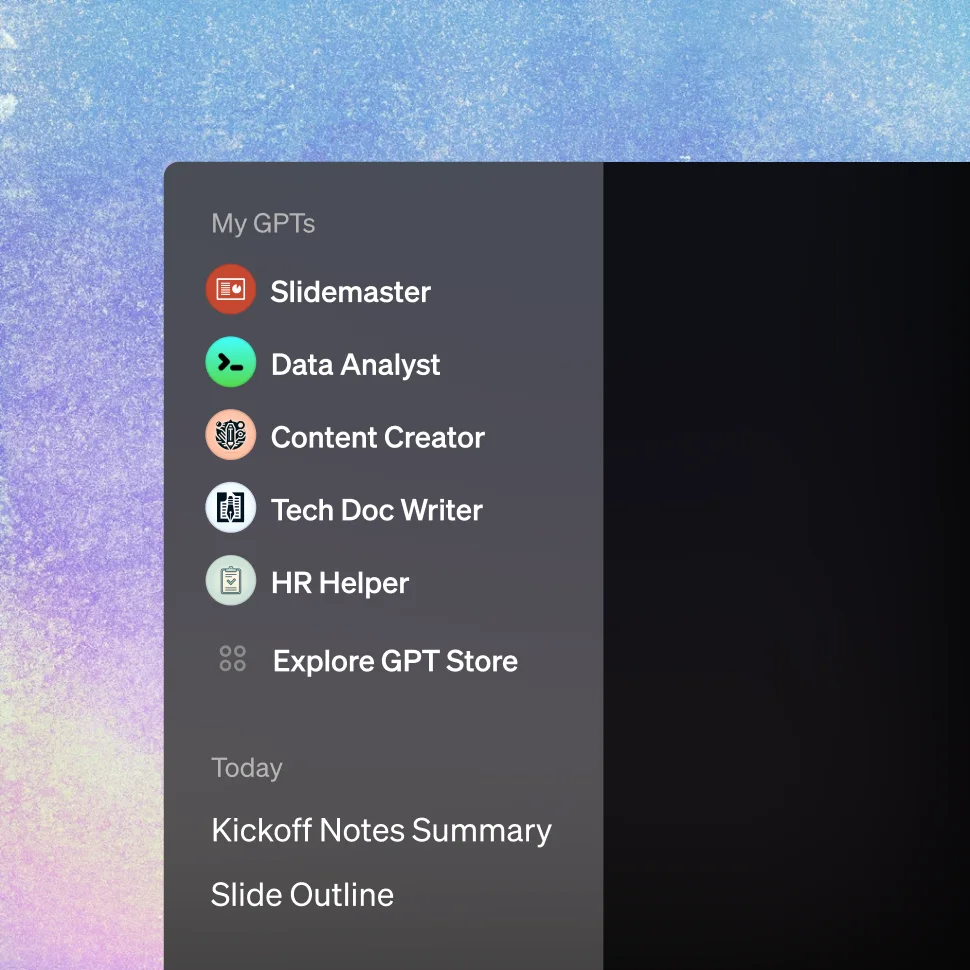 My GPTs
Slidemaster
Data Analyst
Content Creator
Tech Doc Writer
HR Helper
Explore GPT Store
Today
Kickoff Notes Summary
Slide Outline